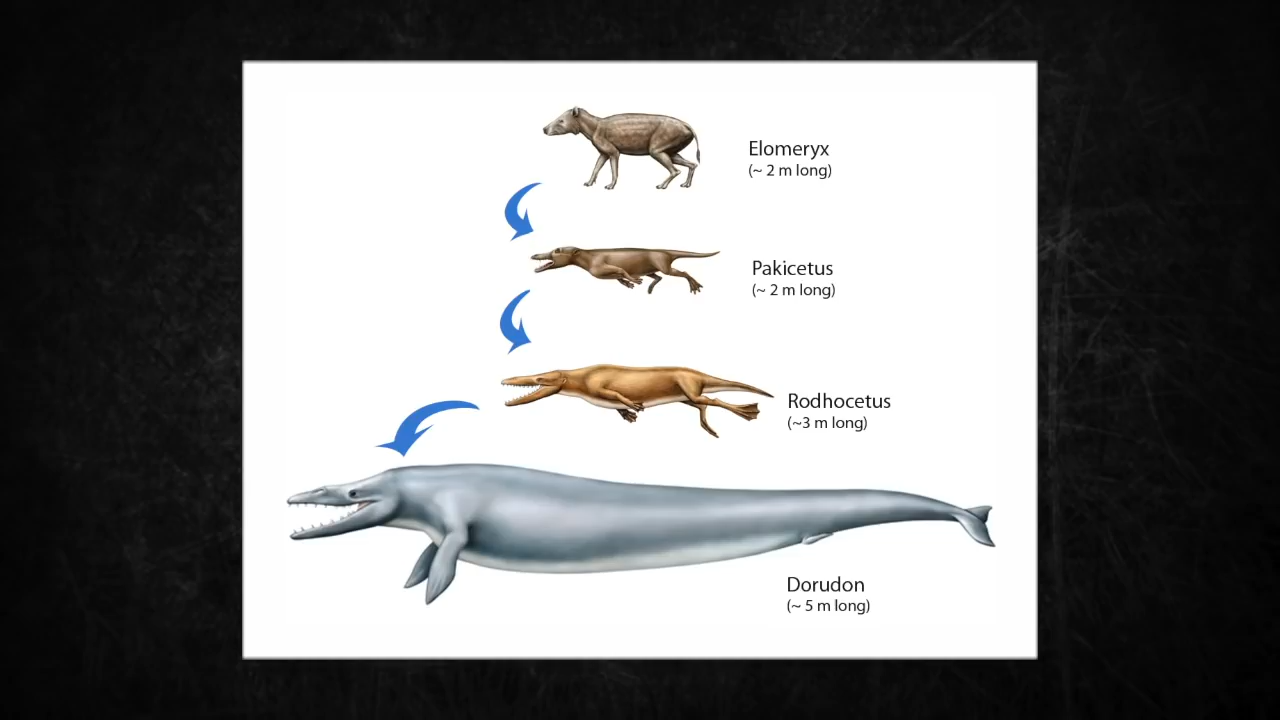 Elomeryx
(~ 2 m long)
Pakicetus
(~ 2 m long)
Rodhocetus
(~3 m long)
Dorudon
(~ 5 m long)